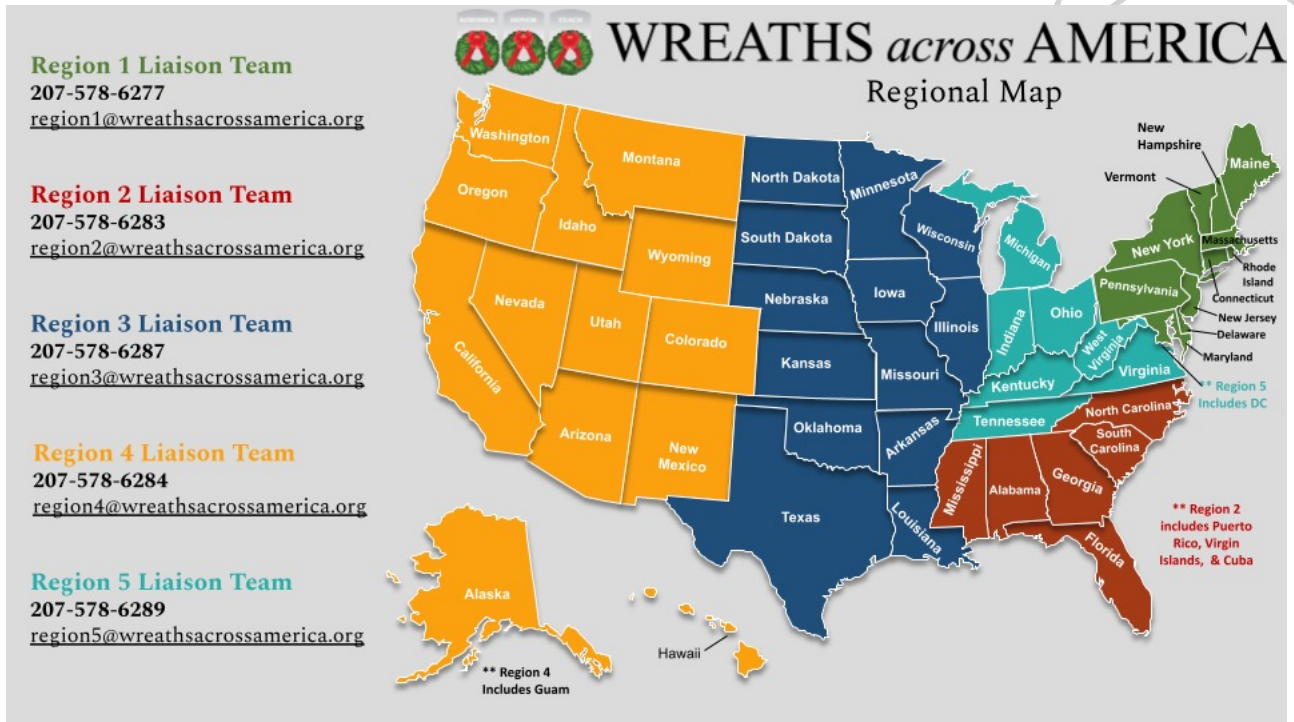 REMEMBER HONOR TEACH
WREATHS across AMERICA
Regional Map
Region 1 Liaison Team
207-578-6277
region1@wreathsacrossamerica.org
Region 2 Liaison Team
207-578-6283
region2@wreathsacrossamerica.org
Region 3 Liaison Team
207-578-6287
region3@wreathsacrossamerica.org
Region 4 Liaison Team
207-578-6284
region4@wreathsacrossamerica.org
Region 5 Liaison Team
207-578-6289
region5@wreathsacrossamerica.org
Washington
Oregon
Idaho
Montana
Wyoming
California
Nevada
Utah
Colorado
Arizona
New
Mexico
Alaska
Hawaii
** Region 4
Includes Guam
North Dakota
South Dakota
Nebraska
Kansas
Oklahoma
Texas
Minnesota
Wisconsin
Iowa
Illinois
Missouri
Arkansas
Louisiana
Michigan
Indiana
Ohio
West
Virginia
Kentucky
Virginia
Tennessee
** Region 5
Includes DC
North Carolina
South
Carolina
Mississippi
Alabama
Georgia
Florida
** Region 2
includes Puerto
Rico, Virgin
Islands, & Cuba
New
Hampshire
Vermont
Maine
New York
Massachusetts
Rhode
Island
Connecticut
Pennsylvania
New Jersey
Delaware
Maryland